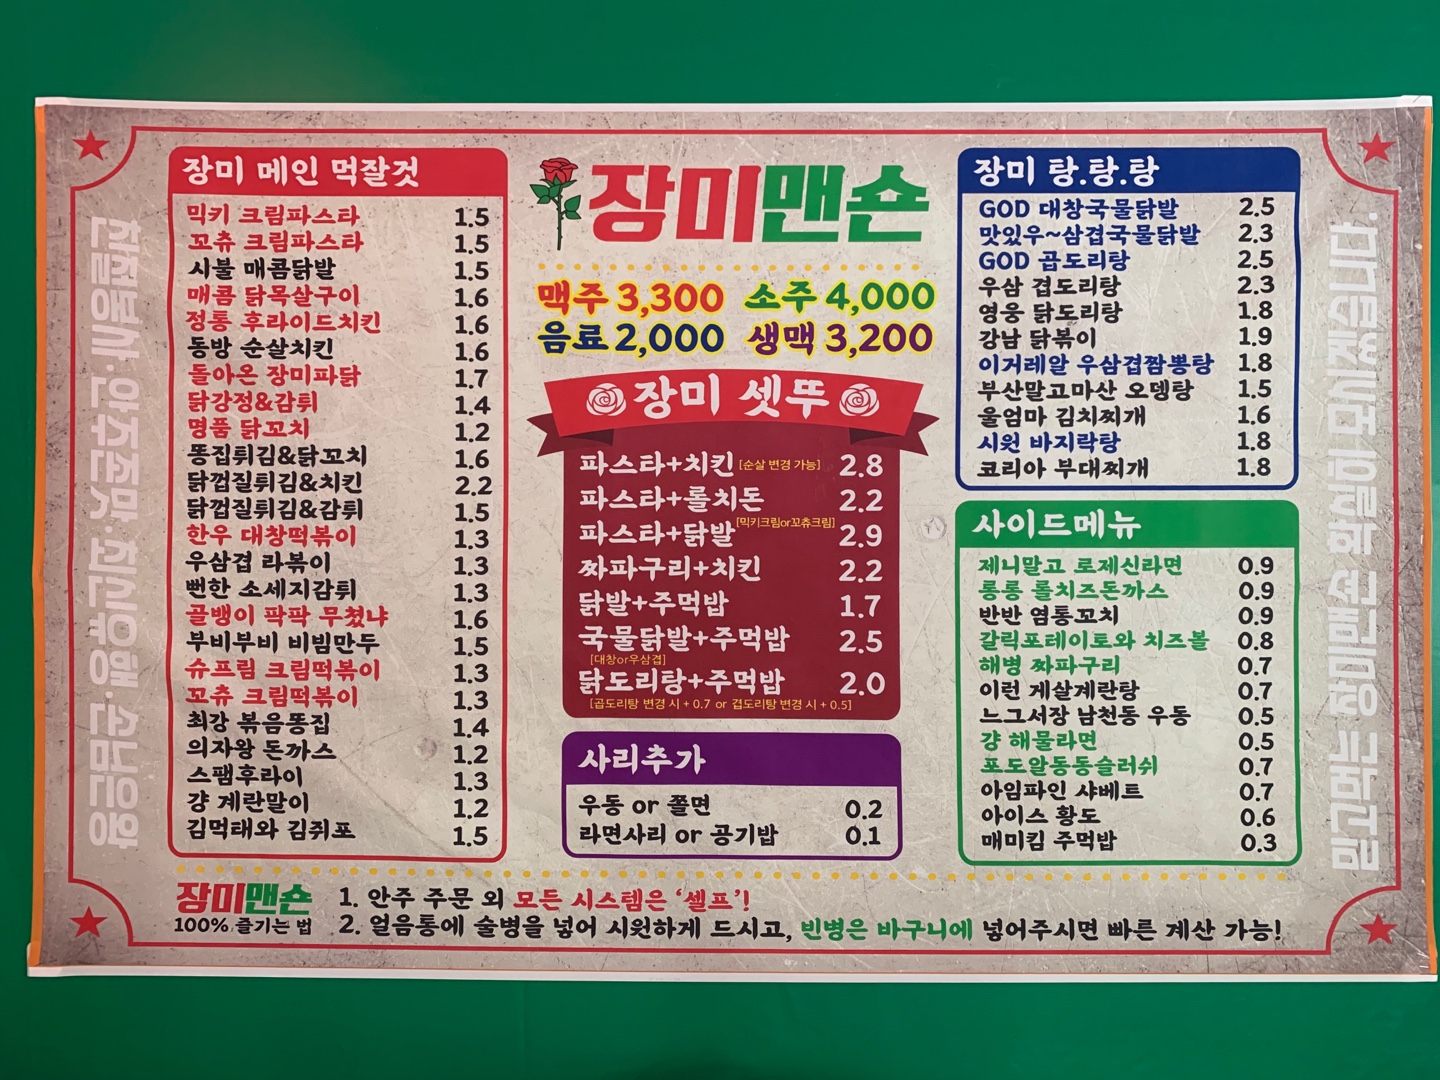 장미 메인 먹잘것
믹키 크림파스타 1.5
꼬츄 크림파스타 1.5
시불 매콤닭발 1.5
매콤 닭목살구이 1.6
정통 후라이드치킨 1.6
동방 순살치킨 1.6
돌아온 장미파닭 1.7
닭강정&감튀 1.4
명품 닭꼬치 1.2
똥집튀김&닭꼬치 1.6
닭껍질튀김&치킨 2.2
닭껍질튀김&감튀 1.5
한우 대창떡볶이 1.3
우삼겹 라볶이 1.3
뻔한 소세지감튀 1.3
골뱅이 팍팍 무쳤냐 1.6
부비부비 비빔만두 1.5
슈프림 크림떡볶이 1.3
꼬츄 크림떡볶이 1.3
최강 볶음똥집 1.4
의자왕 돈까스 1.2
스팸후라이 1.3
걍 계란말이 1.2
김먹태와 김쥐포 1.5
장미맨숀
맥주 3,300 소주 4,000
음료 2,000 생맥 3,200
장미 셋뚜
파스타+치킨 [순살 변경 가능] 2.8
파스타+롤치돈 2.2
[믹키크림or꼬츄크림]
파스타+닭발 2.9
짜파구리+치킨 2.2
닭발+주먹밥 1.7
국물닭발+주먹밥 2.5
[대창or우삼겹]
닭도리탕+주먹밥 2.0
[곱도리탕 변경 시 + 0.7 or 겹도리탕 변경 시 + 0.5]
사리추가
우동 or 쫄면 0.2
라면사리 or 공기밥 0.1
장미 탕.탕.탕
GOD 대창국물닭발 2.5
맛있우~삼겹국물닭발 2.3
GOD 곱도리탕 2.5
우삼 겹도리탕 2.3
영웅 닭도리탕 1.8
강남 닭볶이 1.9
이거레알 우삼겹짬뽕탕 1.8
부산말고마산 오뎅탕 1.5
울엄마 김치찌개 1.6
시원 바지락탕 1.8
코리아 부대찌개 1.8
사이드메뉴
제니말고 로제신라면 0.9
롱롱 롤치즈돈까스 0.9
반반 염통꼬치 0.9
갈릭포테이토와 치즈볼 0.8
해병 짜파구리 0.7
이런 게살계란탕 0.7
느그서장 남천동 우동 0.5
걍 해물라면 0.5
포도알동동슬러쉬 0.7
아임파인 샤베트 0.7
아이스 황도 0.6
매미킴 주먹밥 0.3
장미맨숀
100% 즐기는 법
1. 안주 주문 외 모든 시스템은 '셀프'!
2. 얼음통에 술병을 넣어 시원하게 드시고, 빈병은 바구니에 넣어주시면 빠른 계산 가능!